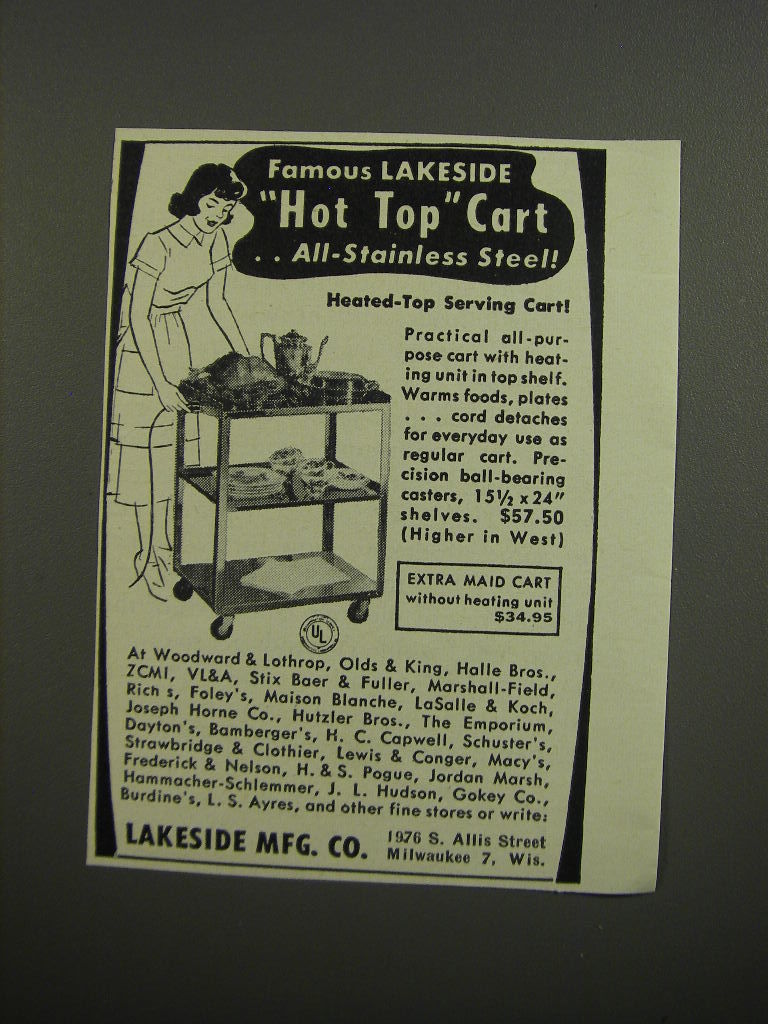 Famous LAKESIDE
"Hot Top" Cart
. . All-Stainless Steel!
Heated-Top Serving Cart!
Practical all-pur-
pose cart with heat-
ing unit in top shelf.
Warms foods, plates
. . . cord detaches
for everyday use as
regular cart. Pre-
cision ball-bearing
casters, 15½ x 24"
shelves. $57.50
(Higher in West)
EXTRA MAID CART
without heating unit
$34.95
UL
At Woodward & Lothrop, Olds & King, Halle Bros.,
ZCMI, VL&A, Stix Baer & Fuller, Marshall-Field,
Rich s, Foley's, Maison Blanche, LaSalle & Koch,
Joseph Horne Co., Hutzler Bros., The Emporium,
Dayton's, Bamberger's, H. C. Capwell, Schuster's,
Strawbridge & Clothier, Lewis & Conger, Macy's,
Frederick & Nelson, H. & S. Pogue, Jordan Marsh,
Hammacher-Schlemmer, J. L. Hudson, Gokey Co.,
Burdine's, L. S. Ayres, and other fine stores or write:
LAKESIDE MFG. CO. 1976 S. Allis Street
Milwaukee 7, Wis.